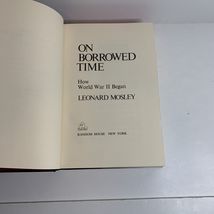 ON
BORROWED
TIME
How
World War II Began
LEONARD MOSLEY
RANDOM HOUSE NEW YORK